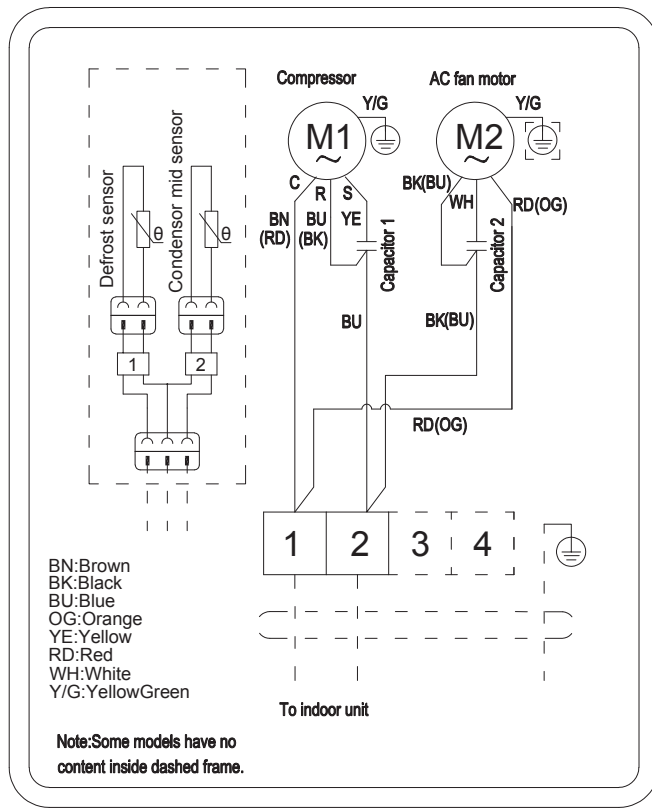 Compressor
AC fan motor
Y/G
Y/G
M1
M2
Defrost sensor
Condensor mid sensor
θ
θ
C
R
S
BN
(RD)
BU
(BK)
YE
Capacitor 1
BK(BU)
WH
RD(OG)
Capacitor 2
BU
BK(BU)
1
2
RD(OG)
1
2
3
4
BN:Brown
BK:Black
BU:Blue
OG:Orange
YE:Yellow
RD:Red
WH:White
Y/G:YellowGreen
To indoor unit
Note:Some models have no
content inside dashed frame.